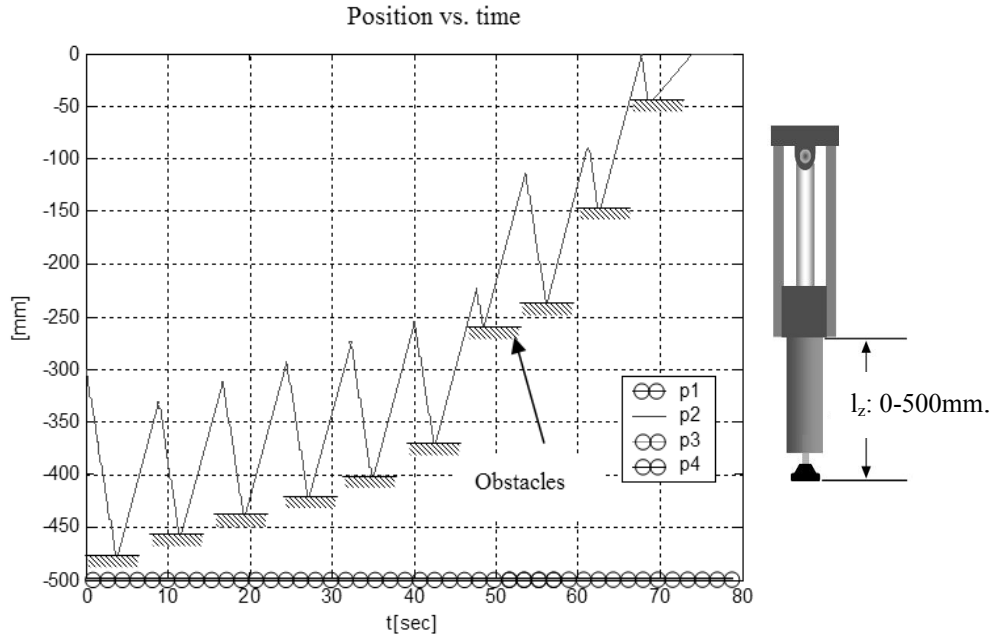 Position vs. time
0
-50
-100
-150
-200
-250
-300
-350
-400
-450
-500
[mm]
0 10 20 30 40 50 60 70 80
t[sec]
p1
p2
p3
p4
Obstacles
l_z: 0-500mm.